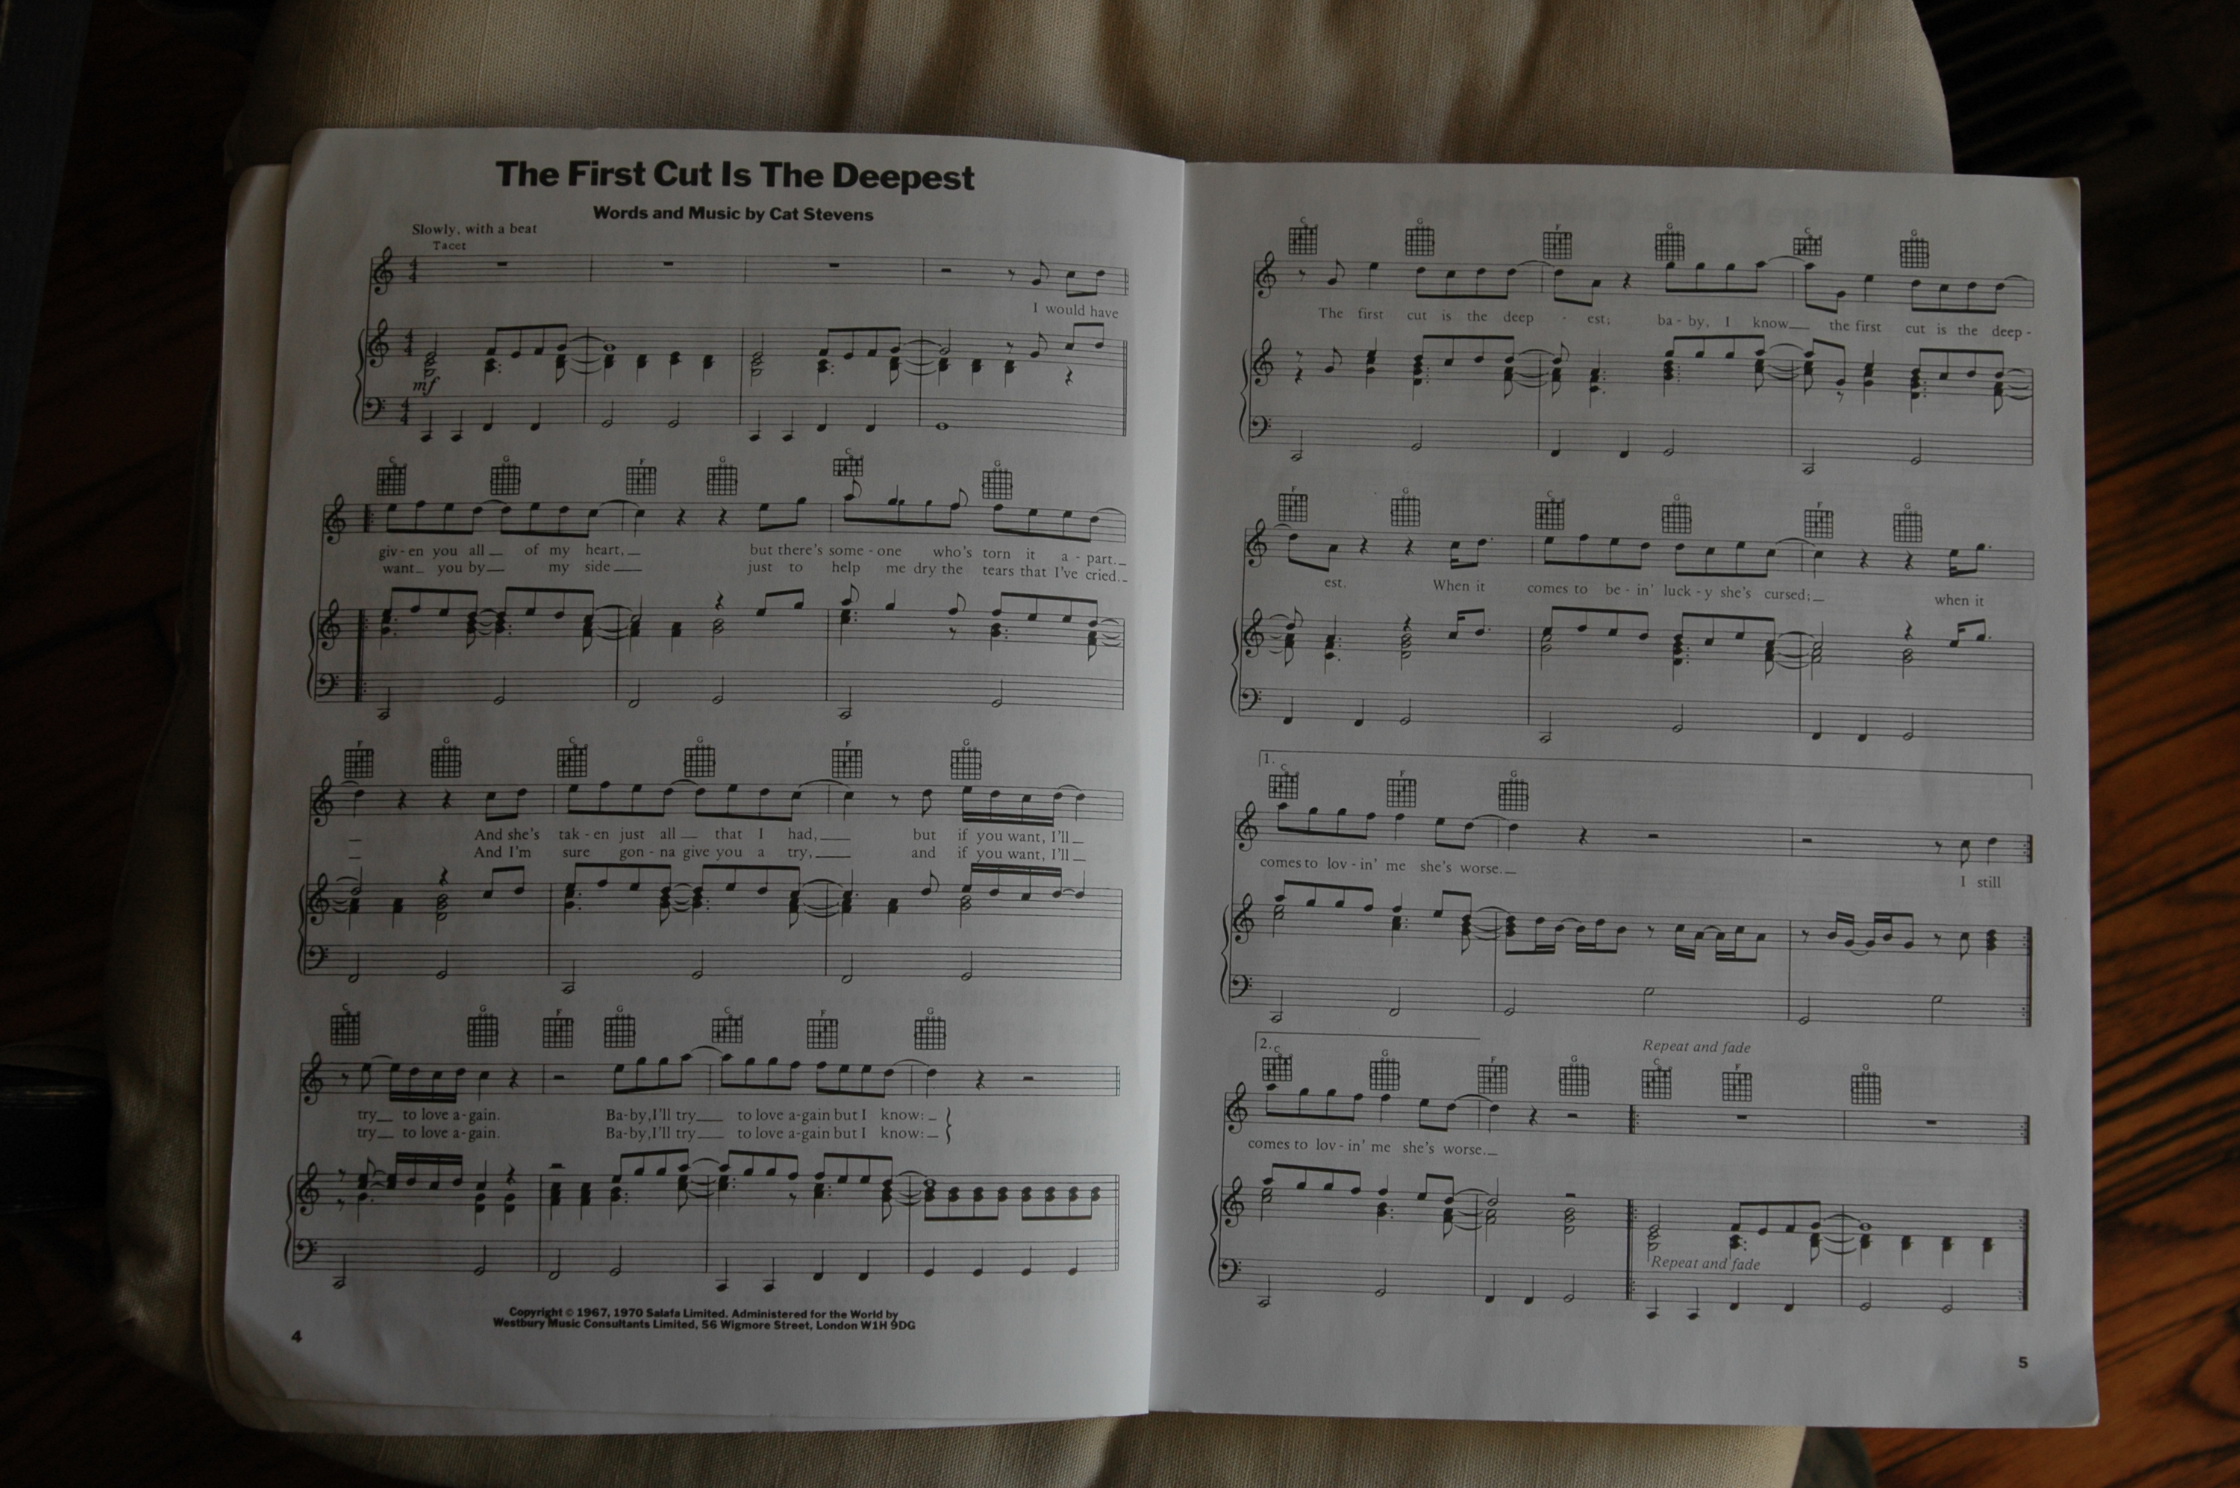 The First Cut Is The Deepest
Words and Music by Cat Stevens
Slowly, with a beat
Tacet
I would have
mf
C G F G C G
giv - en you all of my heart, but there's some - one who's torn it a - part.
want you by my side just to help me dry the tears that I've cried.
F G C G F G
And she's tak - en just all that I had, but if you want, I'll
And I'm sure gon - na give you a try, and if you want, I'll
C G F G C F G
try to love a - gain. Ba - by, I'll try to love a - gain but I know:
try to love a - gain. Ba - by, I'll try to love a - gain but I know:
Copyright © 1967, 1970 Salafa Limited. Administered for the World by
Westbury Music Consultants Limited, 56 Wigmore Street, London W1H 9DG
4
C G F G C G
The first cut is the deep - est; ba - by, I know the first cut is the deep -
F G C G F G
est. When it comes to be - in' luck - y she's cursed; when it
1.
C F G
comes to lov - in' me she's worse. I still
2.
Repeat and fade
C G F G C F G
comes to lov - in' me she's worse.
Repeat and fade
5